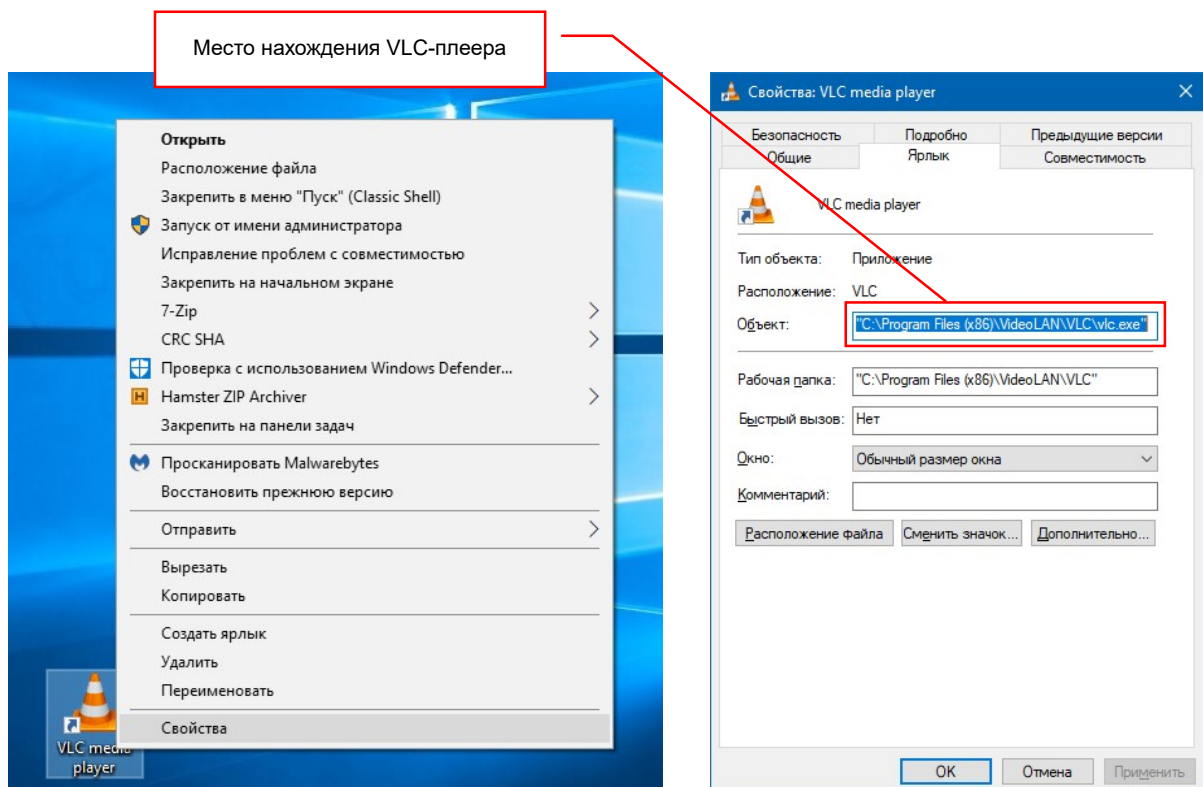 Место нахождения VLC-плеера
Открыть
Расположение файла
Закрепить в меню "Пуск" (Classic Shell)
Запуск от имени администратора
Исправление проблем с совместимостью
Закрепить на начальном экране
7-Zip
CRC SHA
Проверка с использованием Windows Defender...
Hamster ZIP Archiver
Закрепить на панели задач
Просканировать Malwarebytes
Восстановить прежнюю версию
Отправить
Вырезать
Копировать
Создать ярлык
Удалить
Переименовать
Свойства
VLC media
player
Свойства: VLC media player
Безопасность Подробно Предыдущие версии
Общие Ярлык Совместимость
VLC media player
Тип объекта: Приложение
Расположение: VLC
Объект: "C:\Program Files (x86)\VideoLAN\VLC\vlc.exe"
Рабочая папка: "C:\Program Files (x86)\VideoLAN\VLC"
Быстрый вызов: Нет
Окно: Обычный размер окна
Комментарий:
Расположение файла Сменить значок... Дополнительно...
OK Отмена Применить